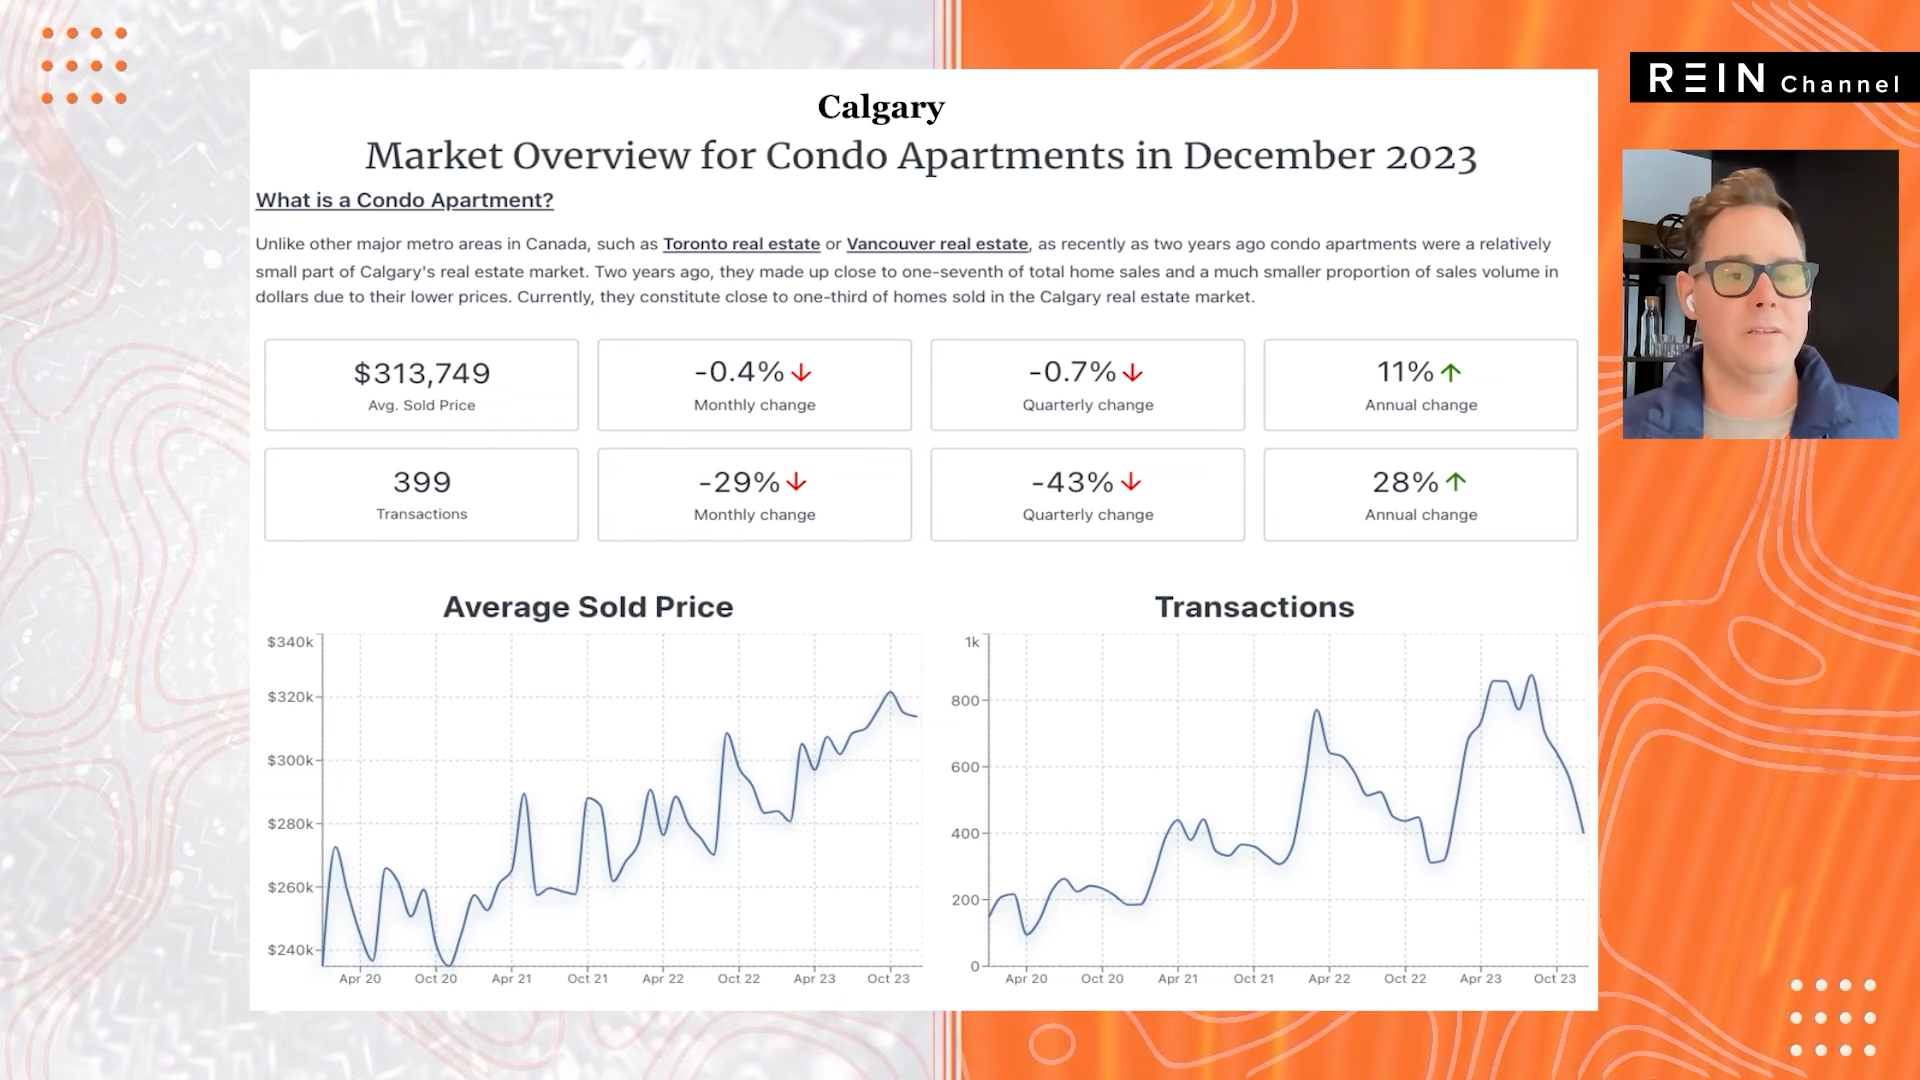 REIN Channel
Calgary
Market Overview for Condo Apartments in December 2023
What is a Condo Apartment?
Unlike other major metro areas in Canada, such as Toronto real estate or Vancouver real estate, as recently as two years ago condo apartments were a relatively
small part of Calgary's real estate market. Two years ago, they made up close to one-seventh of total home sales and a much smaller proportion of sales volume in
dollars due to their lower prices. Currently, they constitute close to one-third of homes sold in the Calgary real estate market.
$313,749
Avg. Sold Price
-0.4%
Monthly change
-0.7%
Quarterly change
11%
Annual change
399
Transactions
-29%
Monthly change
-43%
Quarterly change
28%
Annual change
Average Sold Price
$340k
$320k
$300k
$280k
$260k
$240k
Apr 20 Oct 20 Apr 21 Oct 21 Apr 22 Oct 22 Apr 23 Oct 23
Transactions
1k
800
600
400
200
0
Apr 20 Oct 20 Apr 21 Oct 21 Apr 22 Oct 22 Apr 23 Oct 23